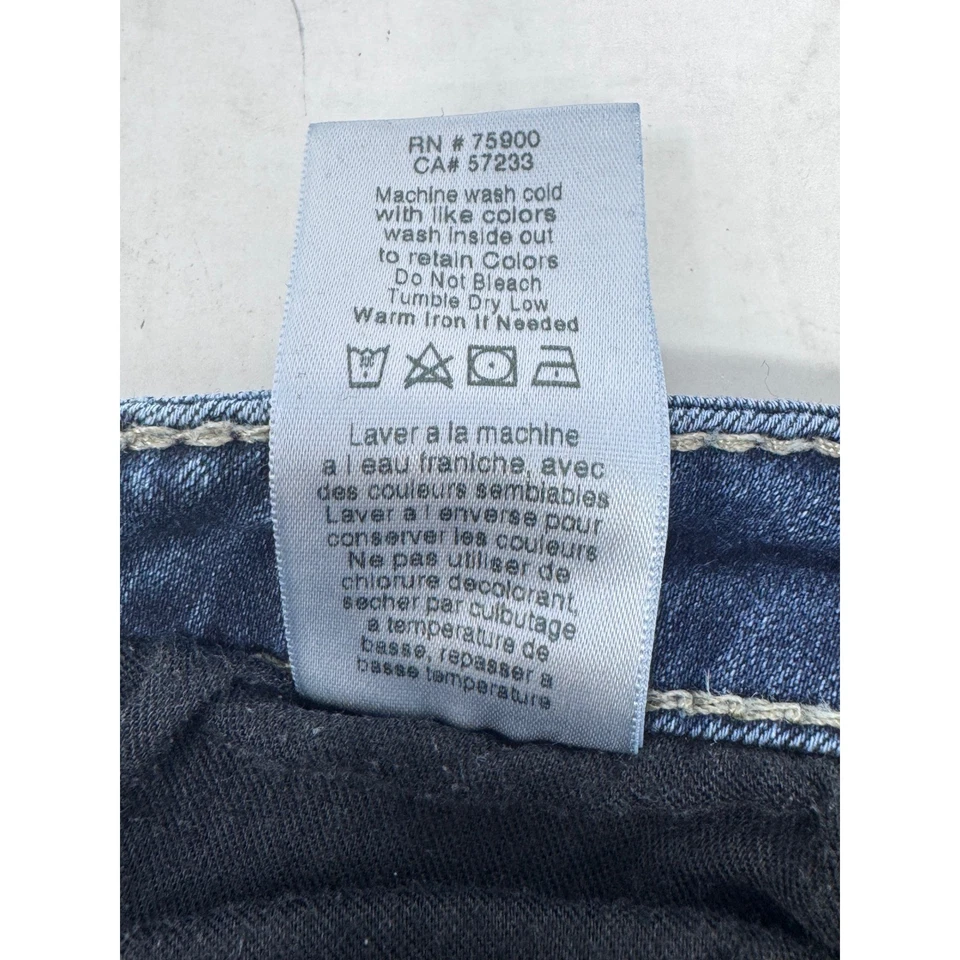 RN # 75900
CA# 57233
Machine wash cold
with like colors
wash inside out
to retain Colors
Do Not Bleach
Tumble Dry Low
Warm Iron If Needed
Laver a la machine
a l eau franiche, avec
des couleurs semblables
Laver a l enverse pour
conserver les couleurs
Ne pas utiliser de
chlorure decolorant,
secher par culbutage
a temperature de
basse, repasser a
basse temperature